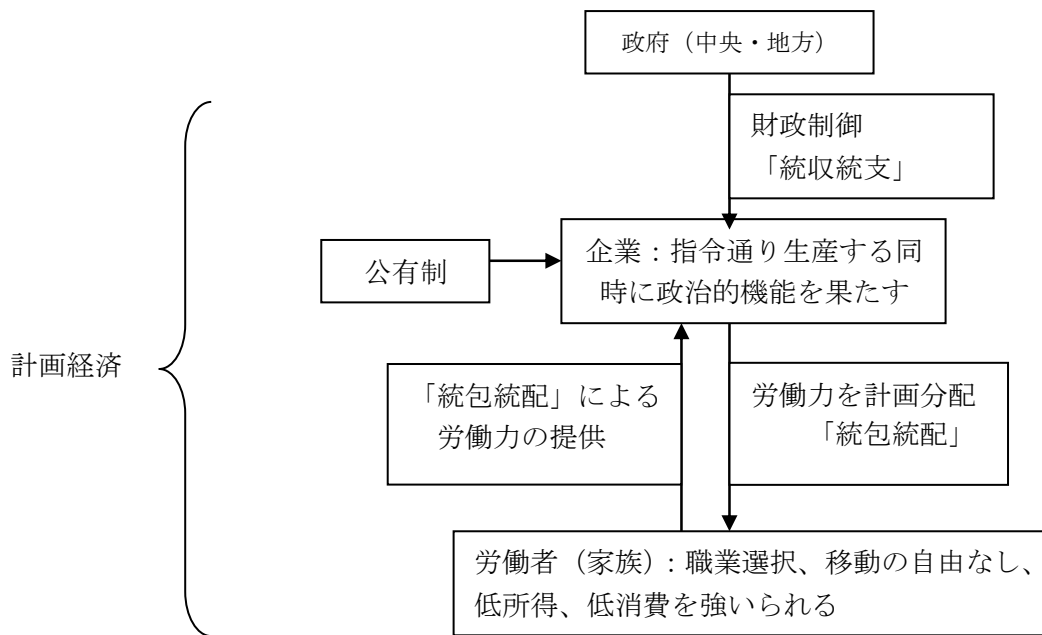 政府（中央・地方）
財政制御
「統収統支」
公有制
企業：指令通り生産する同
時に政治的機能を果たす
計画経済
「統包統配」による
労働力の提供
労働力を計画分配
「統包統配」
労働者（家族）：職業選択、移動の自由なし、
低所得、低消費を強いられる